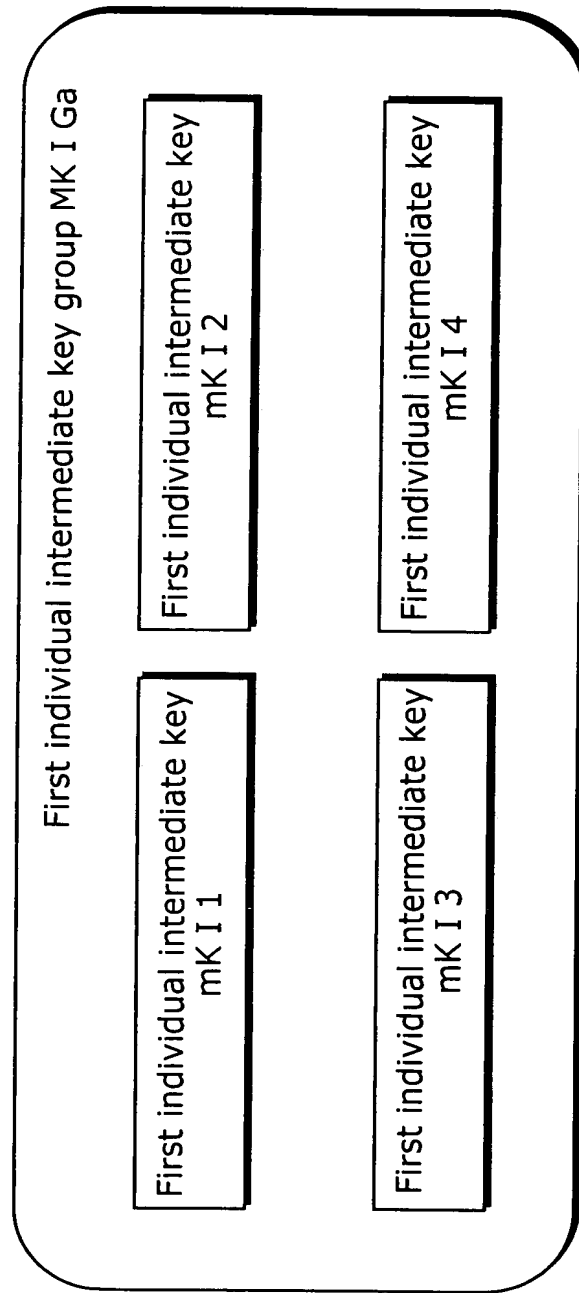 First individual intermediate key group MK I Ga
First individual intermediate key
mK I 1
First individual intermediate key
mK I 2
First individual intermediate key
mK I 3
First individual intermediate key
mK I 4